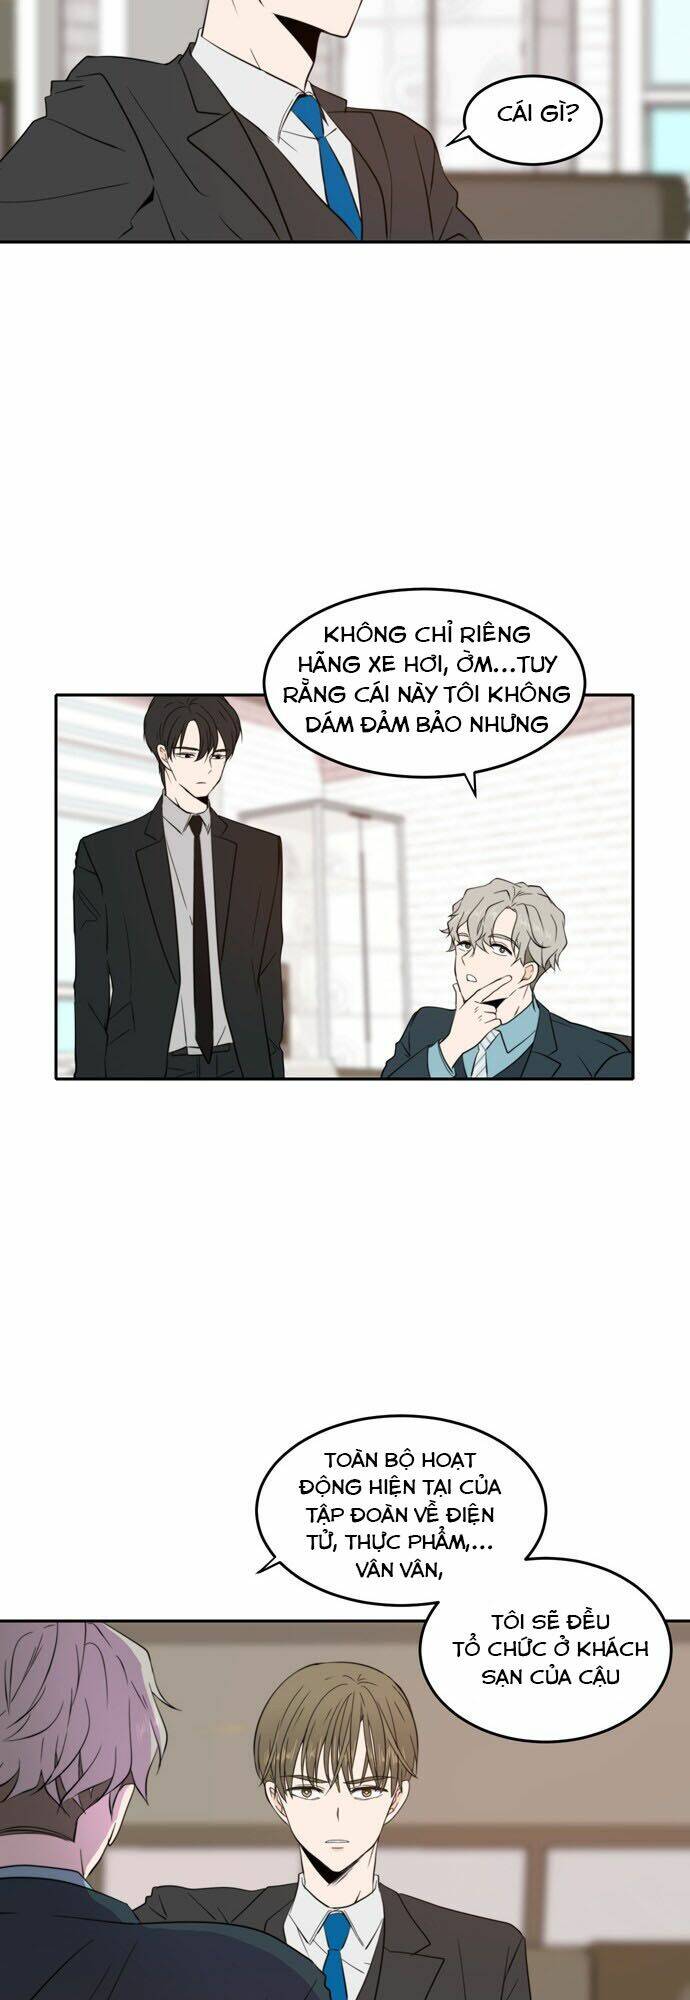 CÁI GÌ?
KHÔNG CHỈ RIÊNG
HÃNG XE HƠI, ỜM...TUY
RẰNG CÁI NÀY TÔI KHÔNG
DÁM ĐẢM BẢO NHƯNG
TOÀN BỘ HOẠT
ĐỘNG HIỆN TẠI CỦA
TẬP ĐOÀN VỀ ĐIỆN
TỬ, THỰC PHẨM,...
VÂN VÂN,
TÔI SẼ ĐỀU
TỔ CHỨC Ở KHÁCH
SẠN CỦA CẬU